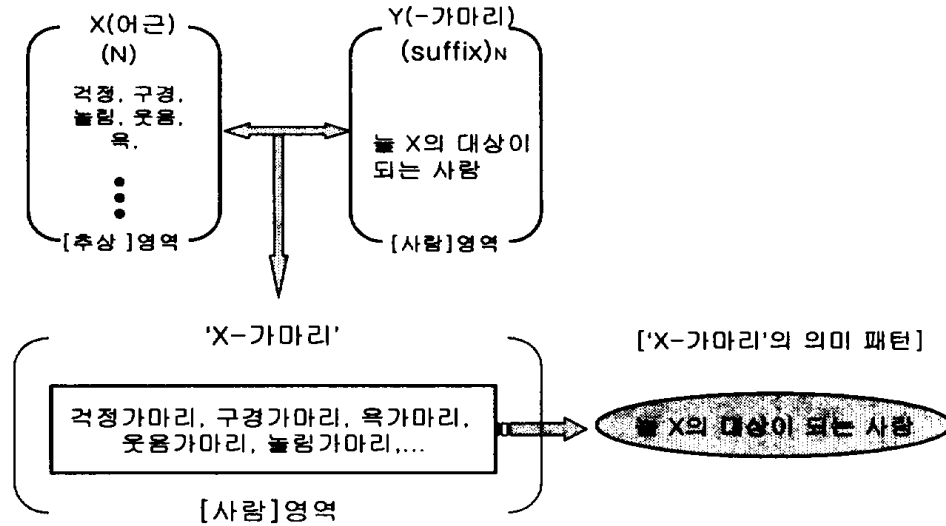 X(어근)
(N)
걱정, 구경,
놀림, 웃음,
욕,
[추상 ]영역
Y(-가마리)
(suffix)N
늘 X의 대상이
되는 사람
[사람]영역
'X-가마리'
걱정가마리, 구경가마리, 욕가마리,
웃음가마리, 놀림가마리,...
[사람]영역
['X-가마리'의 의미 패턴]
늘 X의 대상이 되는 사람